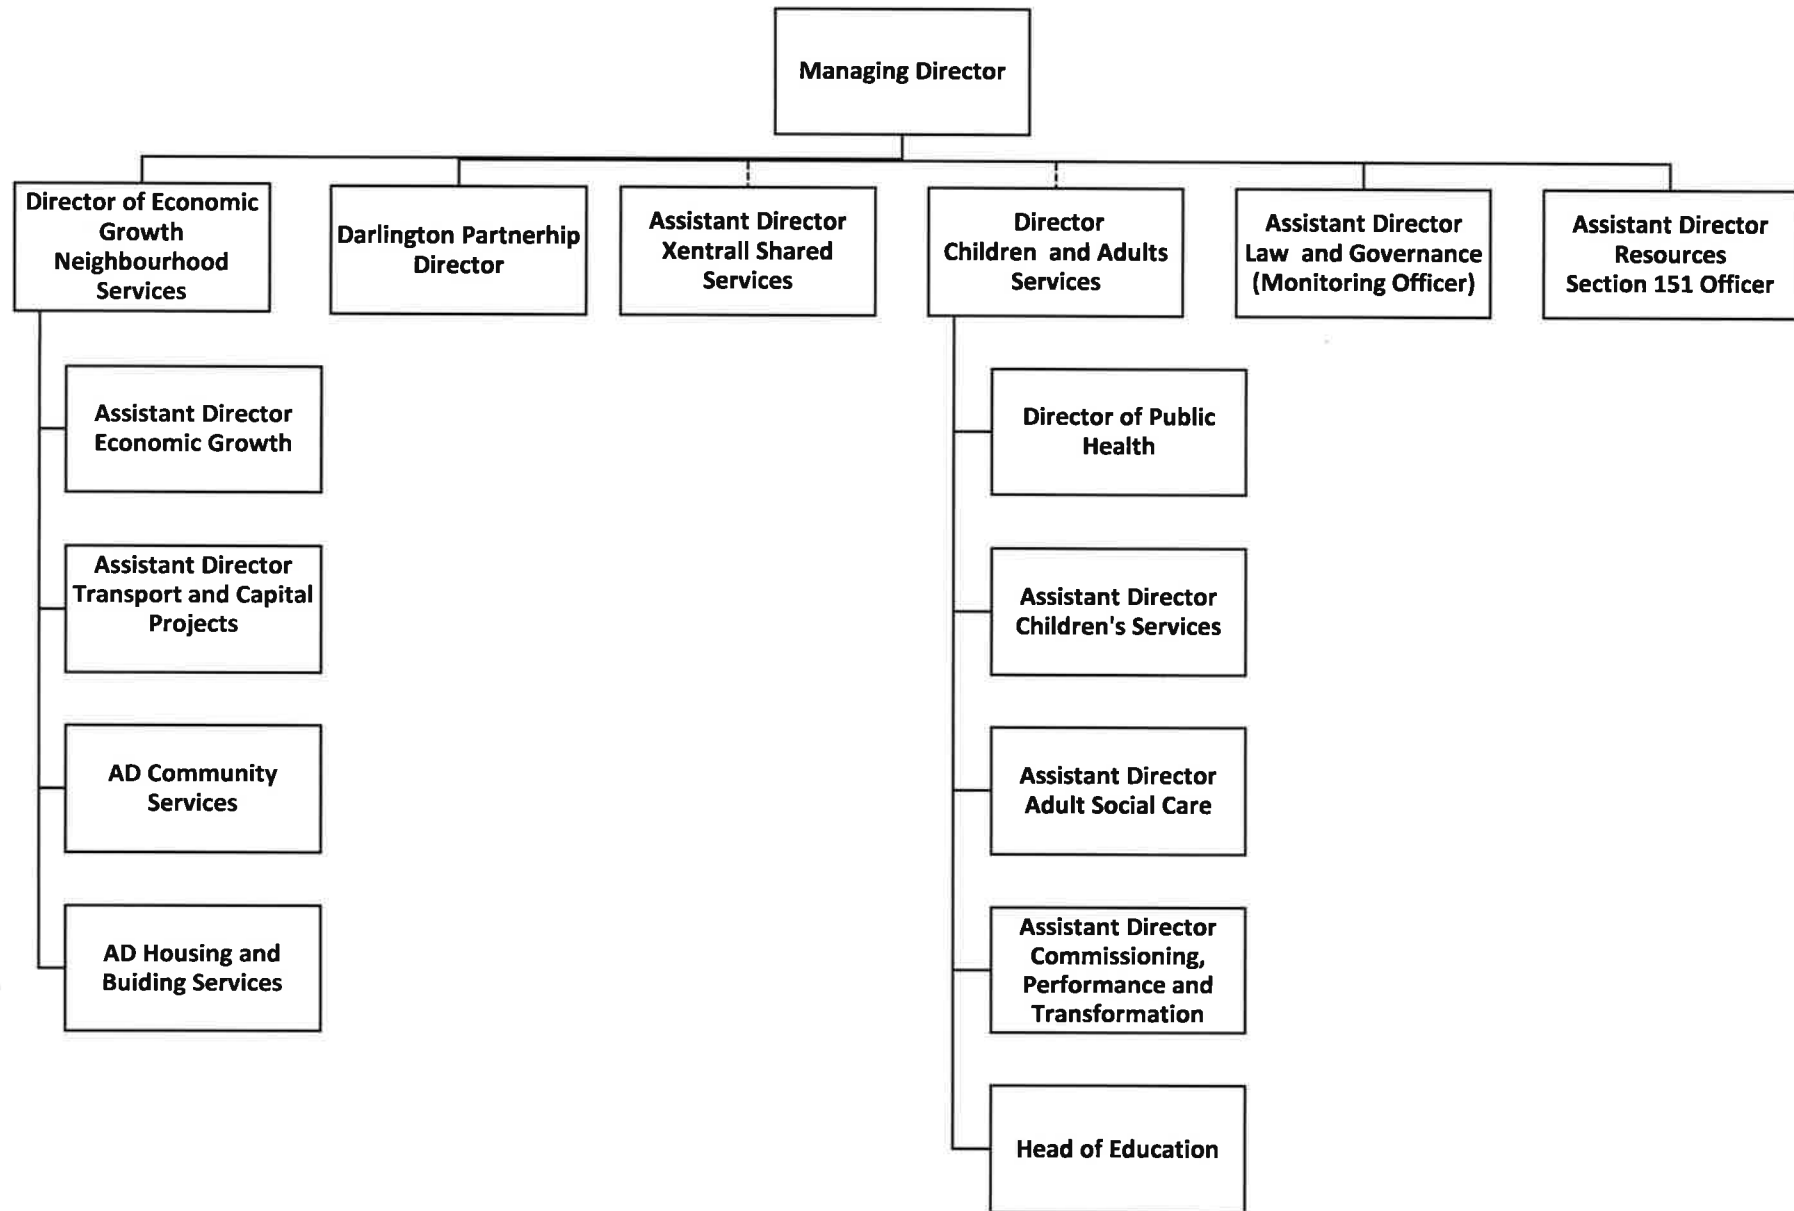 Managing Director
Director of Economic
Growth
Neighbourhood
Services
Darlington Partnerhip
Director
Assistant Director
Xentrall Shared
Services
Director
Children and Adults
Services
Assistant Director
Law and Governance
(Monitoring Officer)
Assistant Director
Resources
Section 151 Officer
Assistant Director
Economic Growth
Assistant Director
Transport and Capital
Projects
AD Community
Services
AD Housing and
Buiding Services
Director of Public
Health
Assistant Director
Children's Services
Assistant Director
Adult Social Care
Assistant Director
Commissioning,
Performance and
Transformation
Head of Education